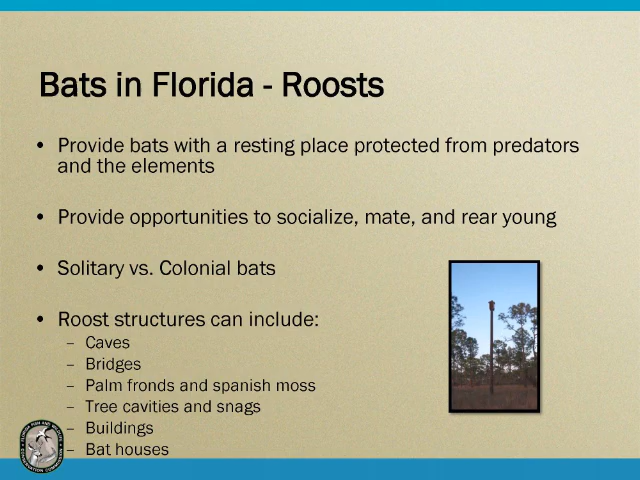 Bats in Florida - Roosts
• Provide bats with a resting place protected from predators
and the elements
• Provide opportunities to socialize, mate, and rear young
• Solitary vs. Colonial bats
• Roost structures can include:
– Caves
– Bridges
– Palm fronds and spanish moss
– Tree cavities and snags
– Buildings
– Bat houses